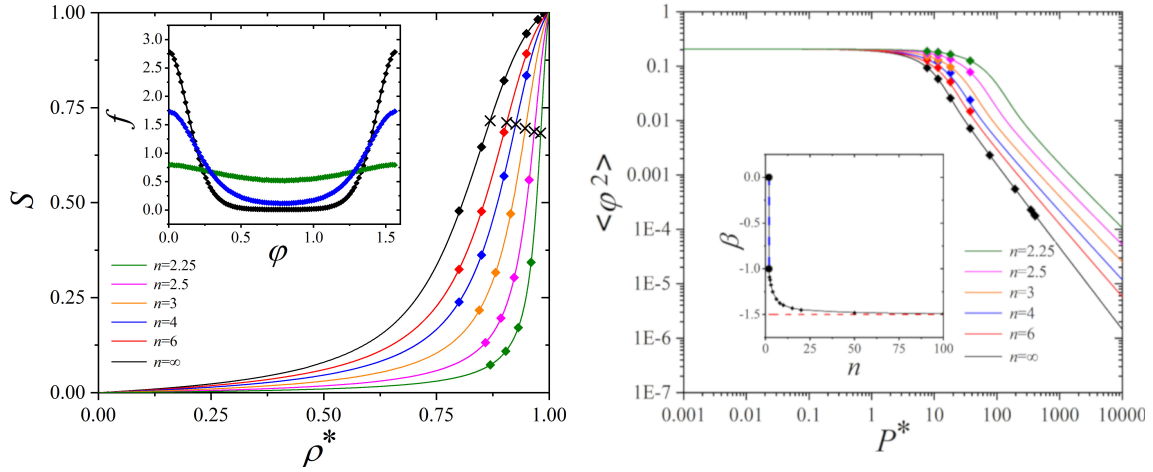 1.00
0.75
0.50
0.25
0.00
S
0.00 0.25 0.50 0.75 1.00
ρ*
3.0
2.5
2.0
1.5
1.0
0.5
0.0
f
0.0 0.5 1.0 1.5
φ
n=2.25
n=2.5
n=3
n=4
n=6
n=∞
1
0.1
0.01
0.001
1E-4
1E-5
1E-6
1E-7
<φ²>
0.001 0.01 0.1 1 10 100 1000 10000
P*
0.0
-0.5
-1.0
-1.5
β
0 25 50 75 100
n
n=2.25
n=2.5
n=3
n=4
n=6
n=∞